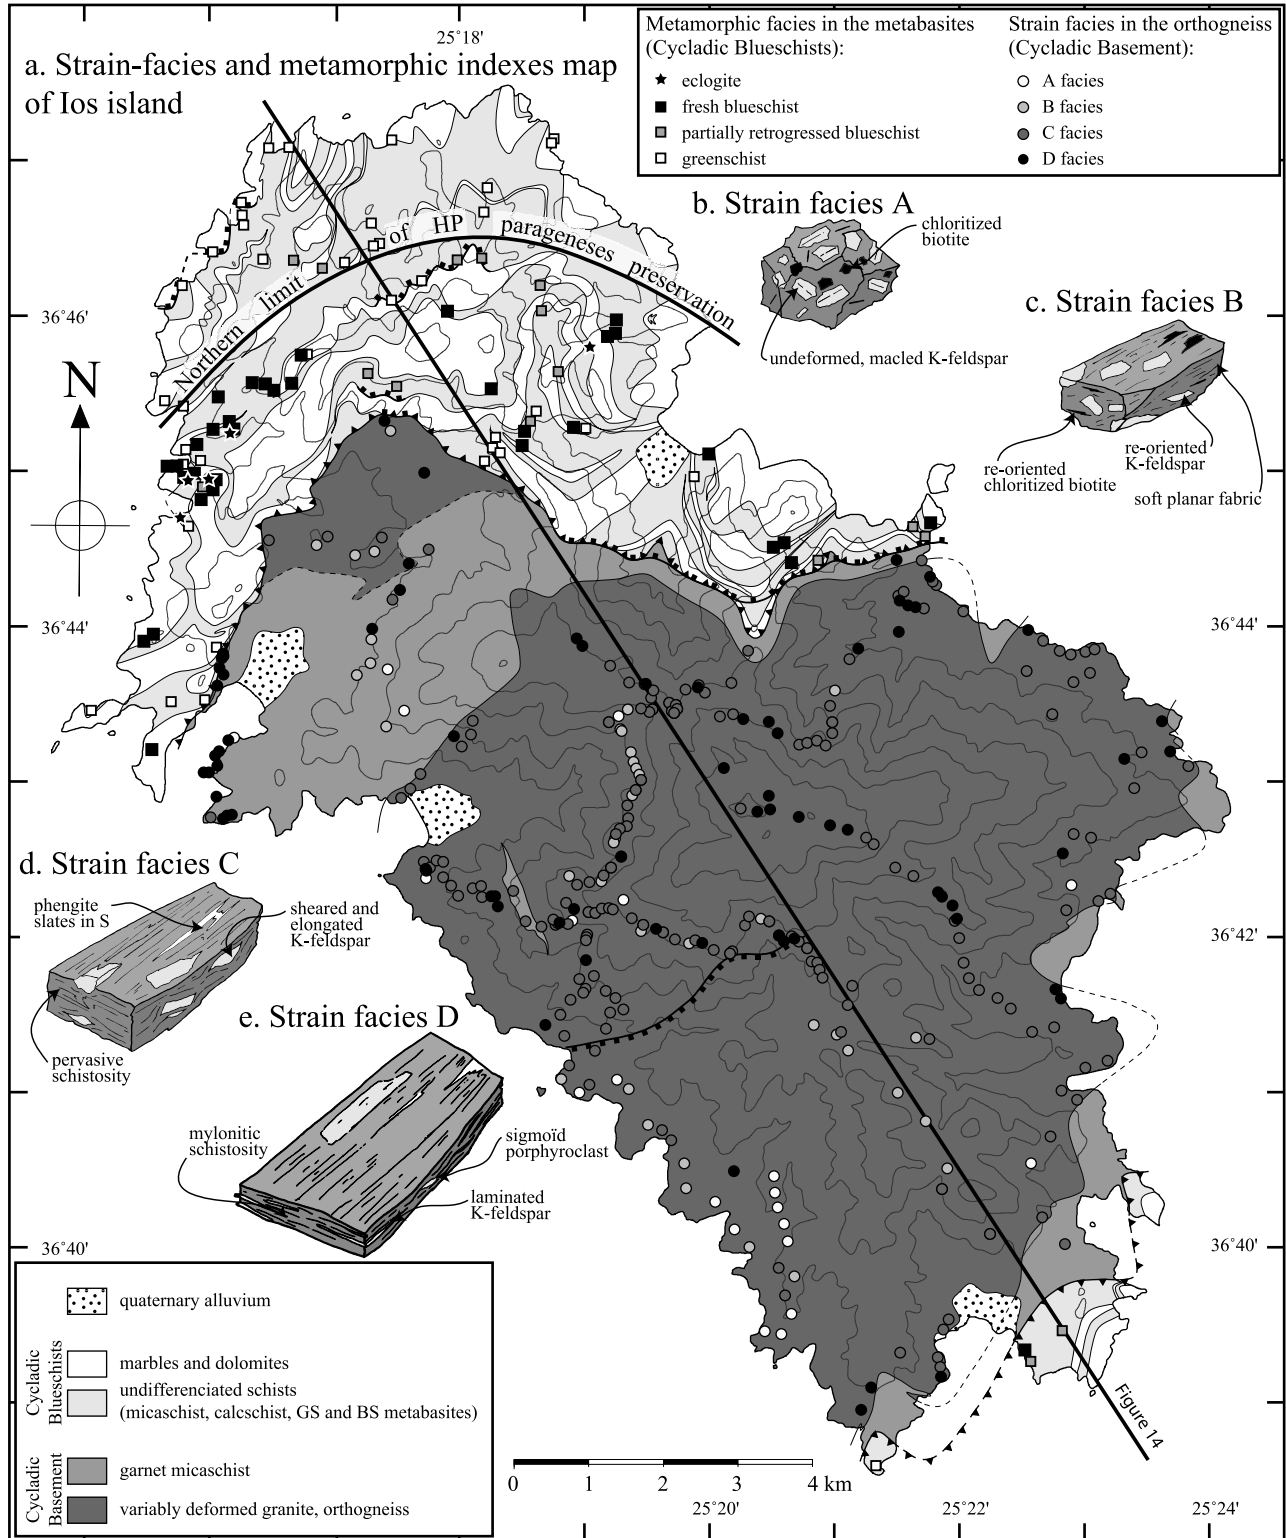 25°18'
a. Strain-facies and metamorphic indexes map
of Ios island
Metamorphic facies in the metabasites
(Cycladic Blueschists):
eclogite
fresh blueschist
partially retrogressed blueschist
greenschist
Strain facies in the orthogneiss
(Cycladic Basement):
A facies
B facies
C facies
D facies
b. Strain facies A
chloritized
biotite
undeformed, macled K-feldspar
Northern limit of HP parageneses preservation
36°46'
N
c. Strain facies B
re-oriented
chloritized biotite
re-oriented
K-feldspar
soft planar fabric
36°44'
36°44'
d. Strain facies C
phengite
slates in S
sheared and
elongated
K-feldspar
pervasive
schistosity
36°42'
e. Strain facies D
mylonitic
schistosity
sigmoïd
porphyroclast
laminated
K-feldspar
36°40'
36°40'
Cycladic
Blueschists
Cycladic
Basement
quaternary alluvium
marbles and dolomites
undifferenciated schists
(micaschist, calcschist, GS and BS metabasites)
garnet micaschist
variably deformed granite, orthogneiss
Figure 14
0 1 2 3 4 km
25°20'
25°22'
25°24'